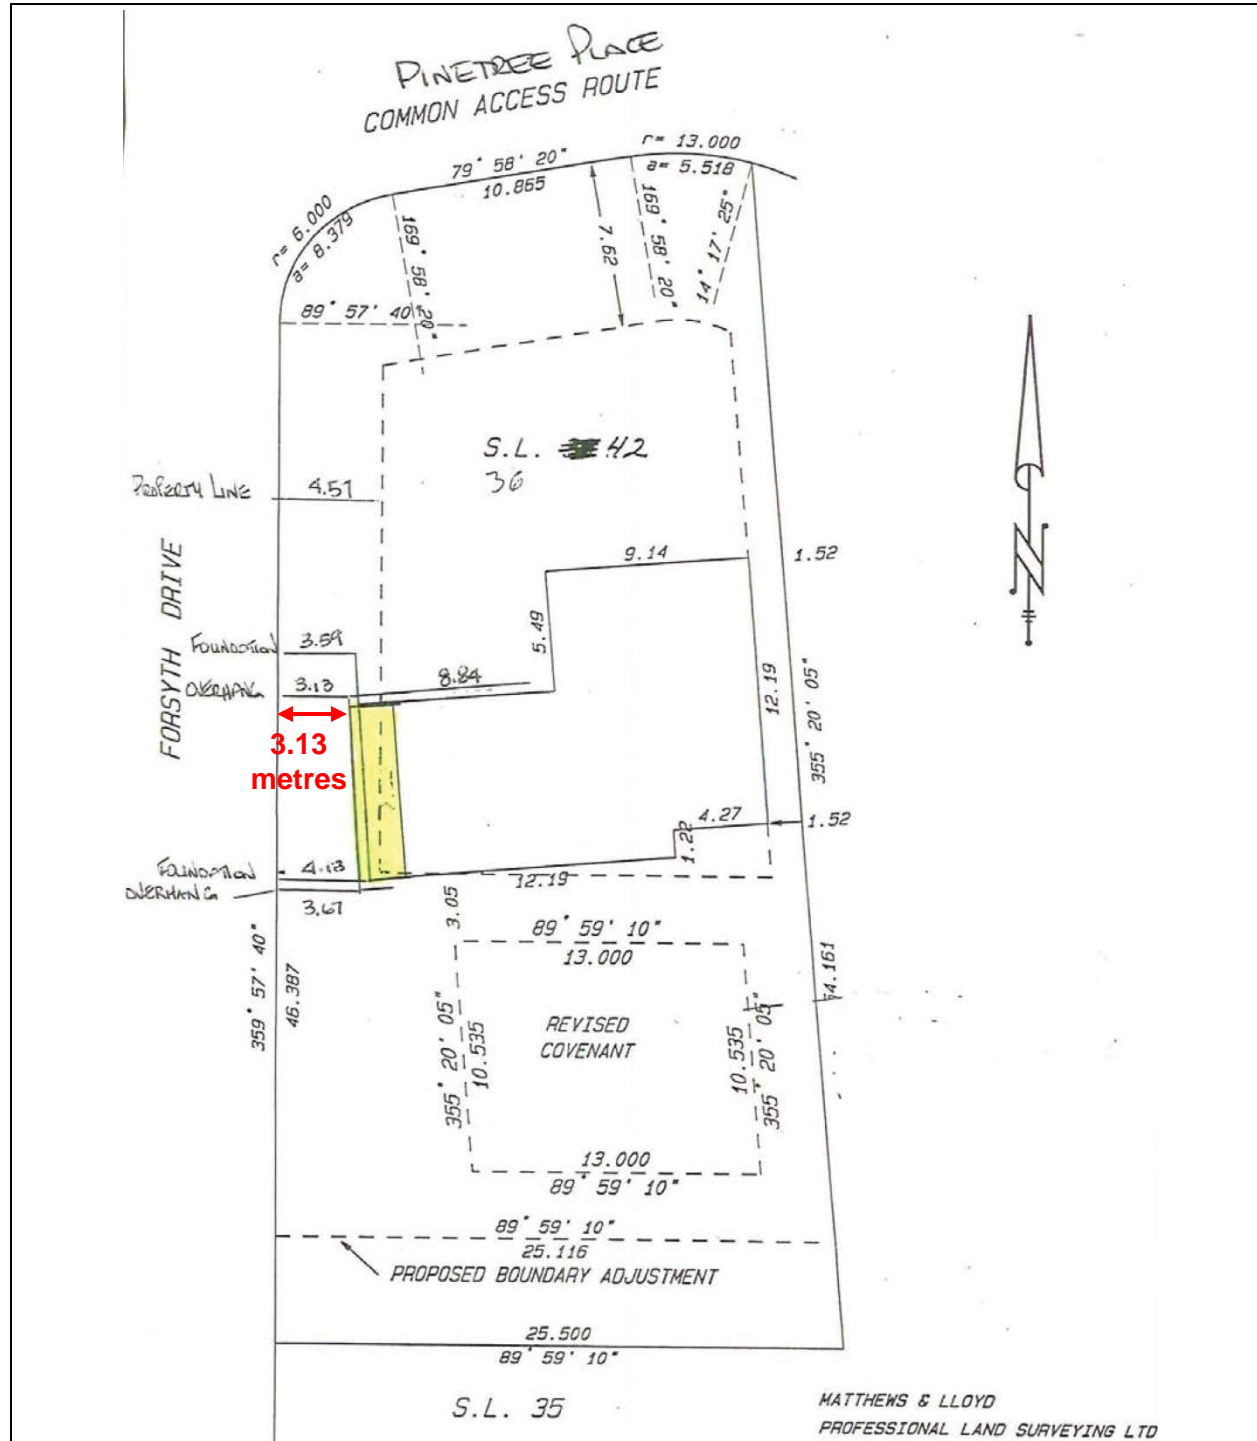 PINETREE PLACE
COMMON ACCESS ROUTE
r= 13.000
a= 5.518
79° 58' 20"
10.865
r= 6.000
a= 8.379
169° 58' 20"
7.62
169° 58' 20"
14° 17' 25"
89° 57' 40"
S.L. 42
36
PROPERTY LINE
4.57
9.14
1.52
FORSYTH DRIVE
5.49
FOUNDATION
3.59
OVERHANG
3.13
8.84
12.19
355° 20' 05"
3.13
metres
4.27
1.52
1.22
FOUNDATION
4.13
OVERHANG
3.67
12.19
3.05
89° 59' 10"
13.000
359° 57' 40"
46.387
54.161
355° 20' 05"
10.535
REVISED
COVENANT
10.535
355° 20' 05"
13.000
89° 59' 10"
89° 59' 10"
25.116
PROPOSED BOUNDARY ADJUSTMENT
25.500
89° 59' 10"
S.L. 35
MATTHEWS & LLOYD
PROFESSIONAL LAND SURVEYING LTD
N